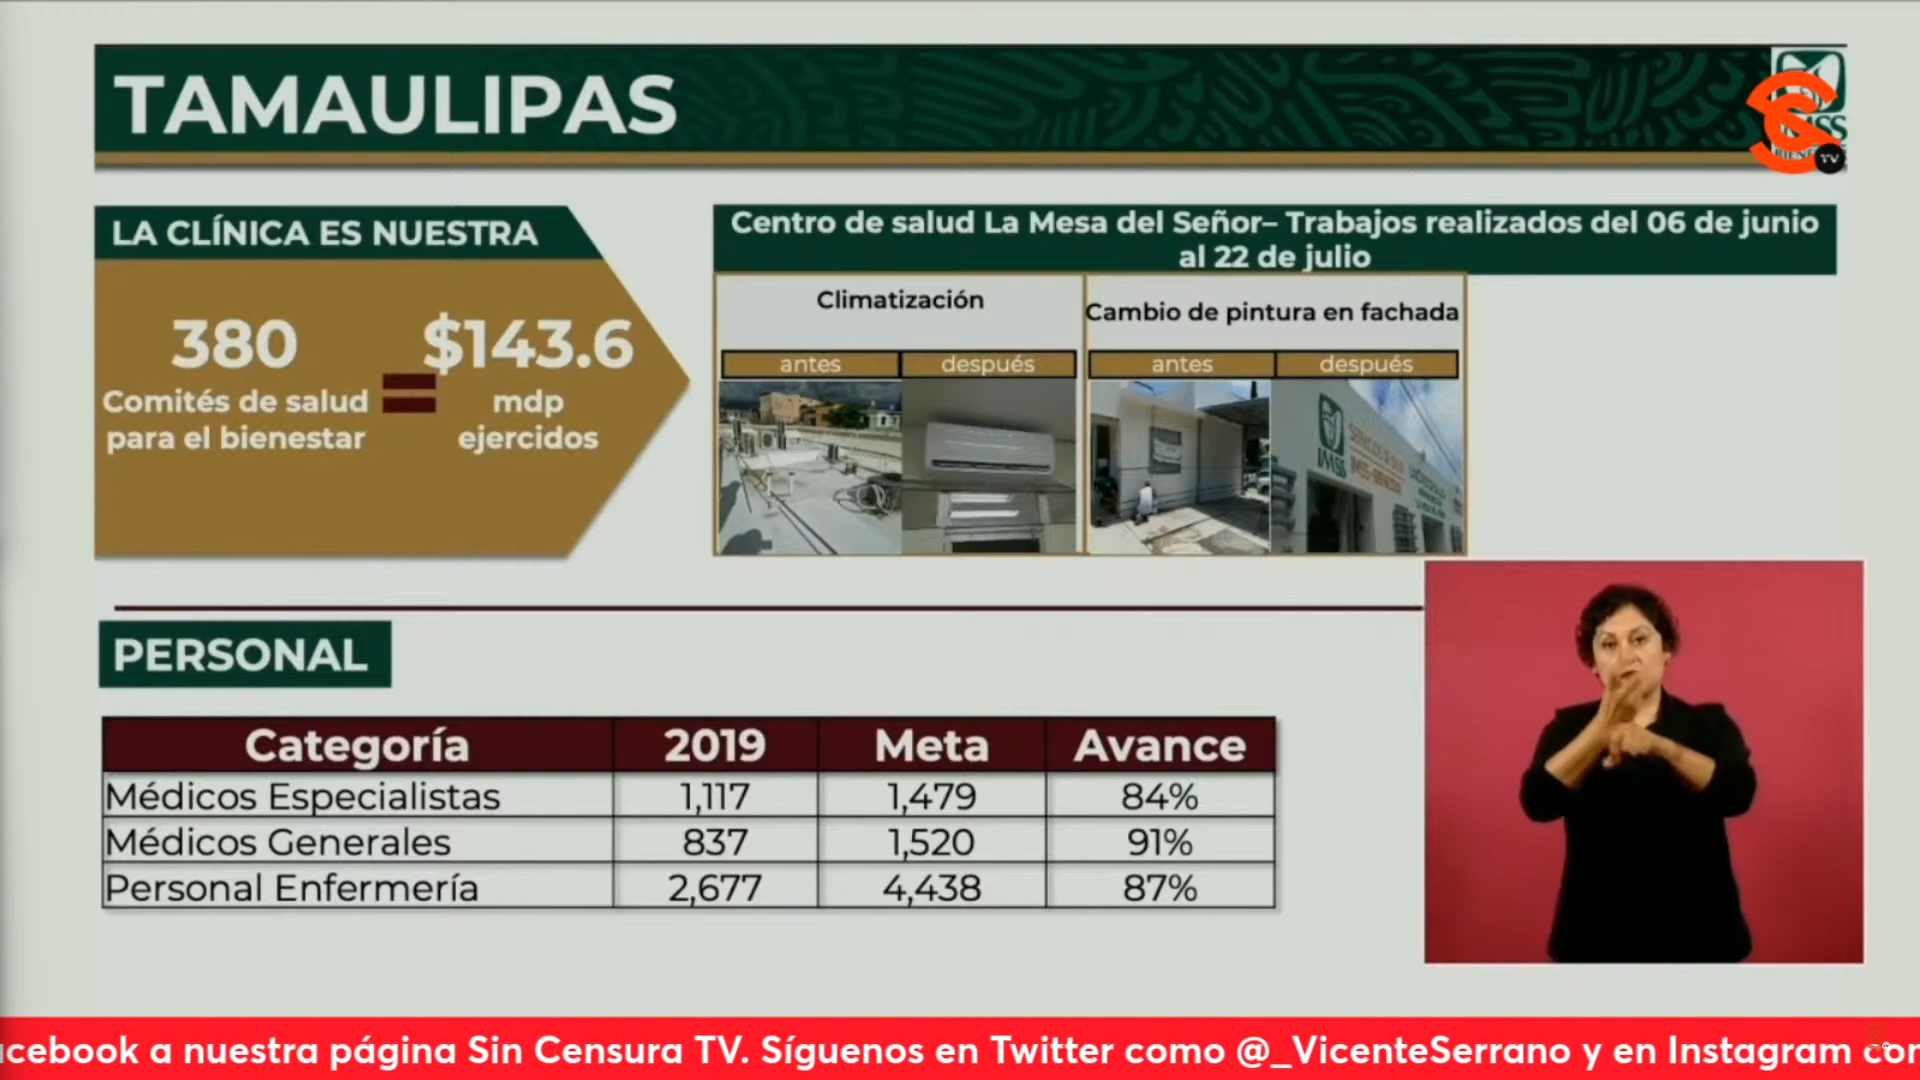 TAMAULIPAS
TV
LA CLÍNICA ES NUESTRA
380
Comités de salud
para el bienestar
=
$143.6
mdp
ejercidos
Centro de salud La Mesa del Señor– Trabajos realizados del 06 de junio
al 22 de julio
Climatización
Cambio de pintura en fachada
antes
después
antes
después
IMSS
PERSONAL
Categoría 2019 Meta Avance
Médicos Especialistas 1,117 1,479 84%
Médicos Generales 837 1,520 91%
Personal Enfermería 2,677 4,438 87%
acebook a nuestra página Sin Censura TV. Síguenos en Twitter como @_VicenteSerrano y en Instagram con